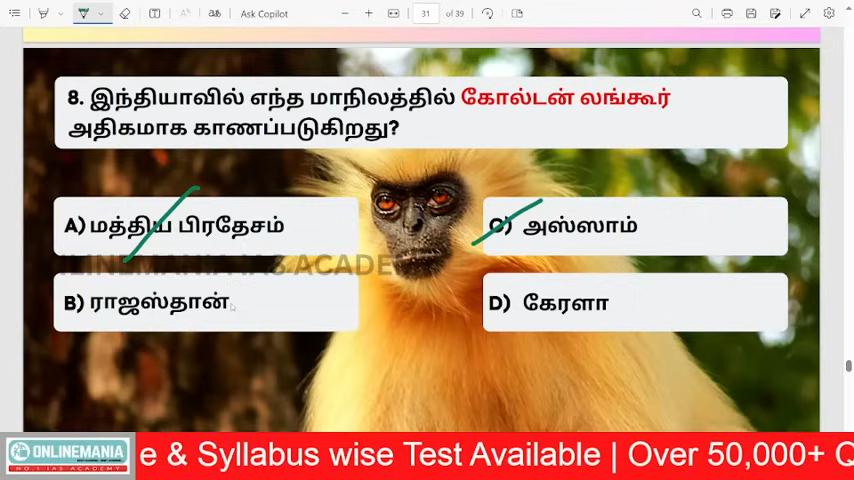 Ask Copilot
31 of 39
8. இந்தியாவில் எந்த மாநிலத்தில் கோல்டன் லங்கூர்
அதிகமாக காணப்படுகிறது?
A) மத்திய பிரதேசம்
C) அஸ்ஸாம்
ONLINEMANIA IAS ACADE
B) ராஜஸ்தான்
D) கேரளா
ONLINEMANIA
NO.1 IAS ACADEMY
e & Syllabus wise Test Available | Over 50,000+ Q